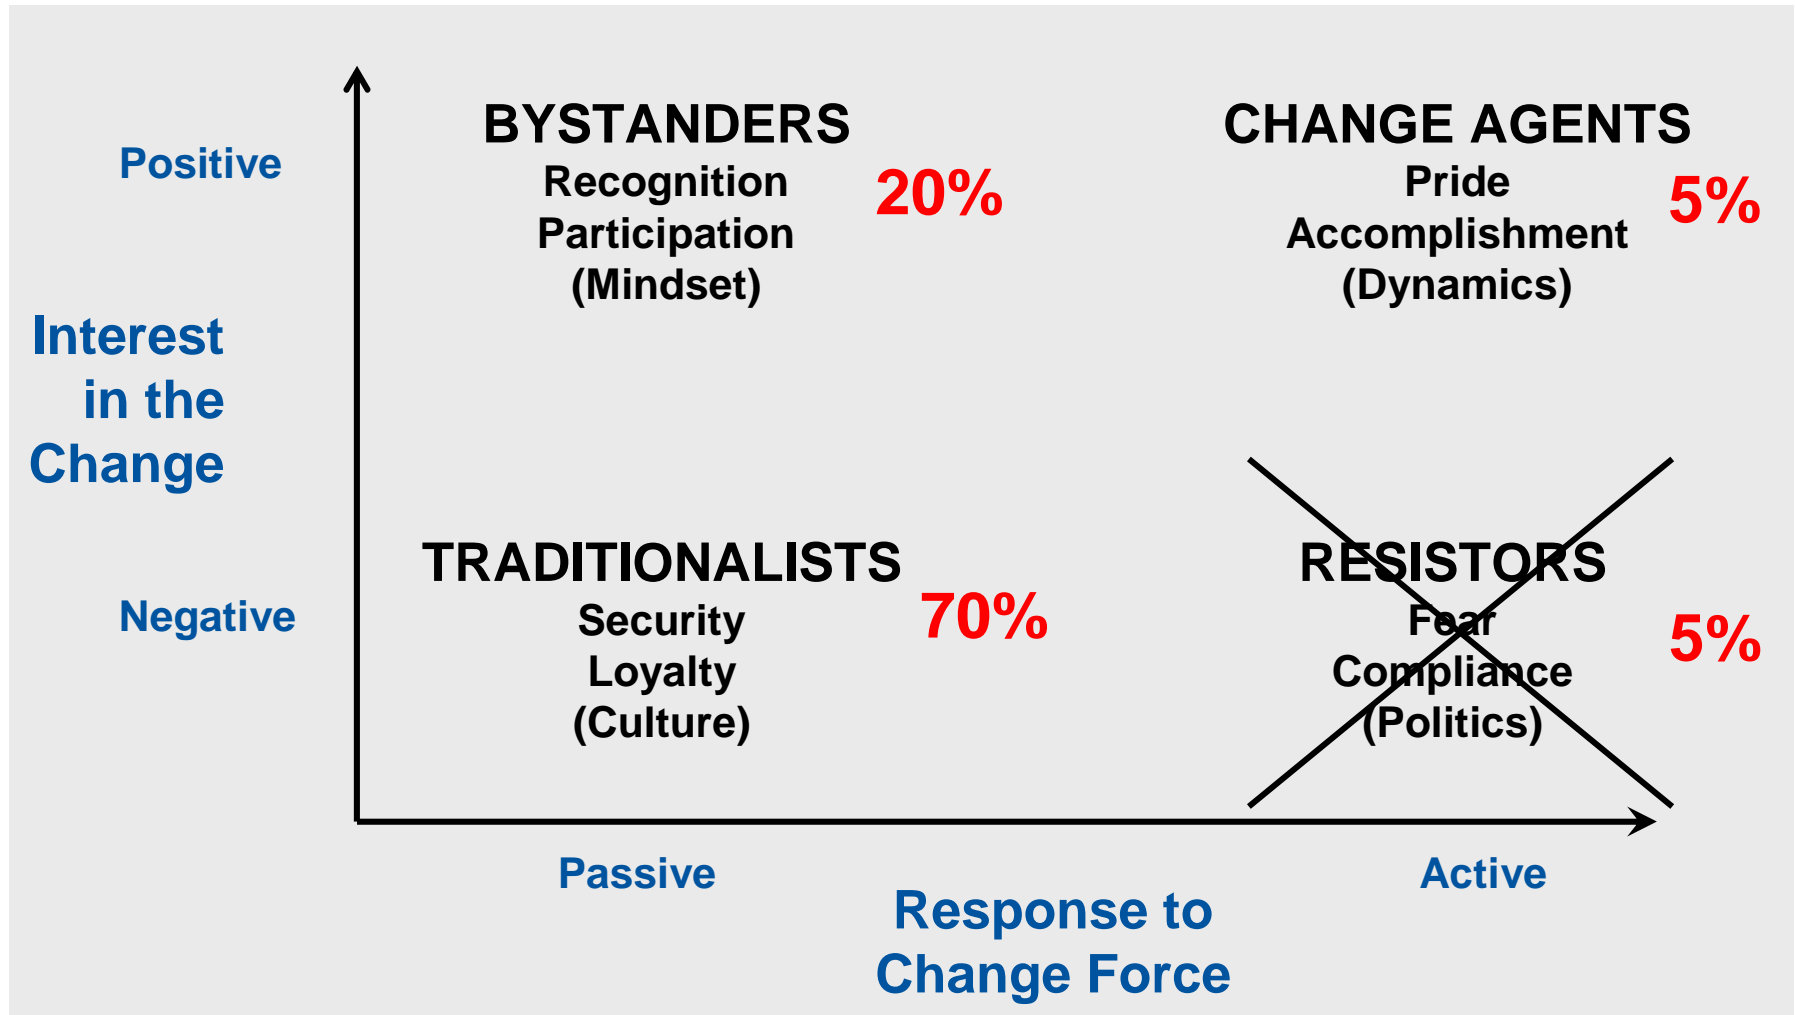 BYSTANDERS
Recognition
Participation
(Mindset)
20%
CHANGE AGENTS
Pride
Accomplishment
(Dynamics)
5%
Positive
Interest
in the
Change
Negative
TRADITIONALISTS
Security
Loyalty
(Culture)
70%
RESISTORS
Fear
Compliance
(Politics)
5%
Passive
Active
Response to
Change Force